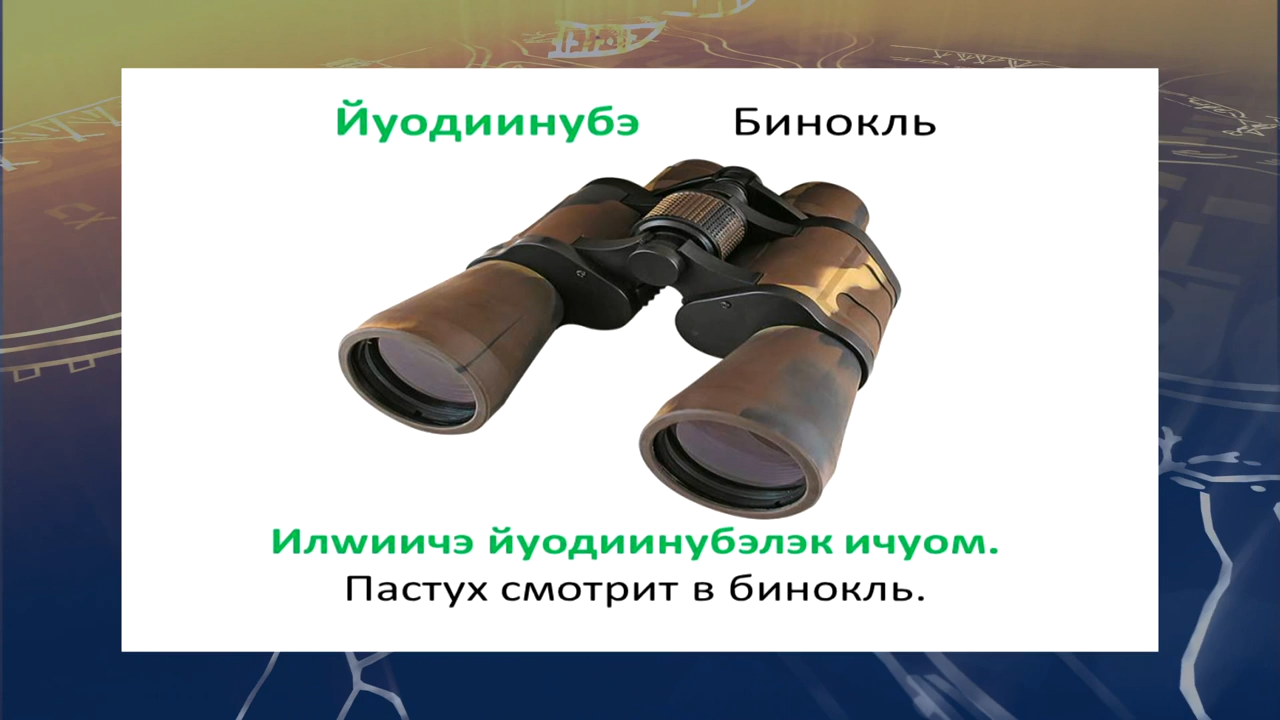 Йуодиинубэ Бинокль
Илwиичэ йуодиинубэлэк ичуом.
Пастух смотрит в бинокль.